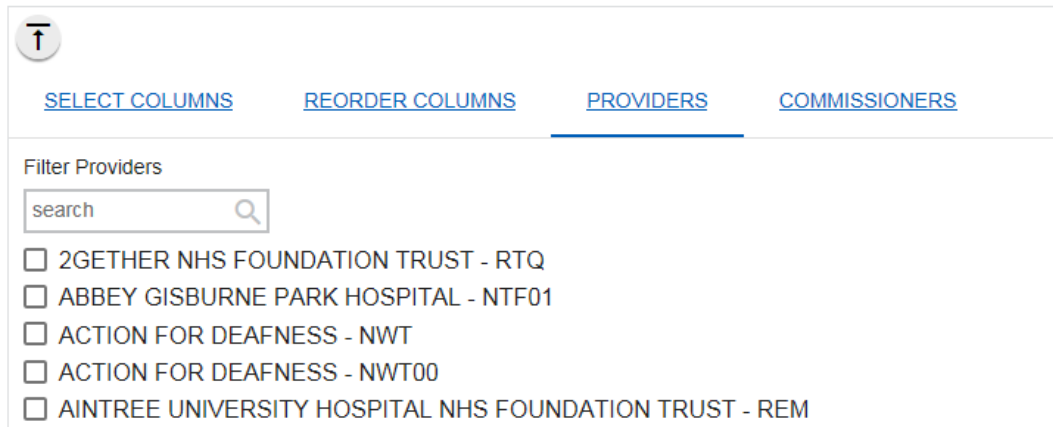 SELECT COLUMNS REORDER COLUMNS PROVIDERS COMMISSIONERS
Filter Providers
search
2GETHER NHS FOUNDATION TRUST - RTQ
ABBEY GISBURNE PARK HOSPITAL - NTF01
ACTION FOR DEAFNESS - NWT
ACTION FOR DEAFNESS - NWT00
AINTREE UNIVERSITY HOSPITAL NHS FOUNDATION TRUST - REM